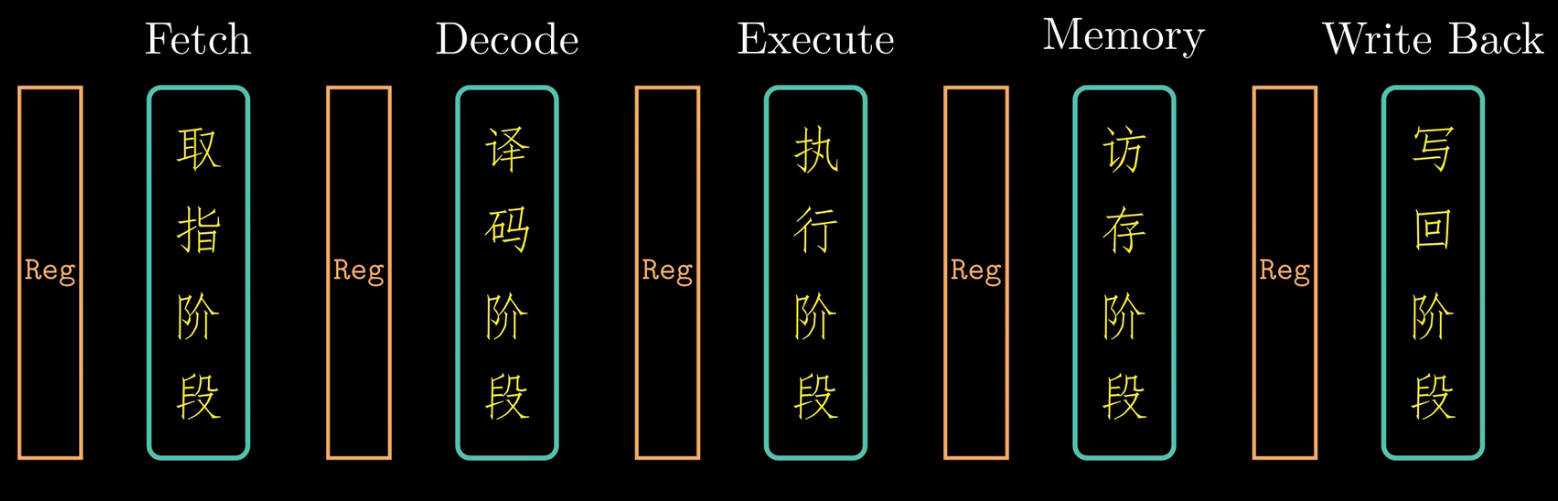 Fetch
Decode
Execute
Memory
Write Back
Reg
取指阶段
Reg
译码阶段
Reg
执行阶段
Reg
访存阶段
Reg
写回阶段